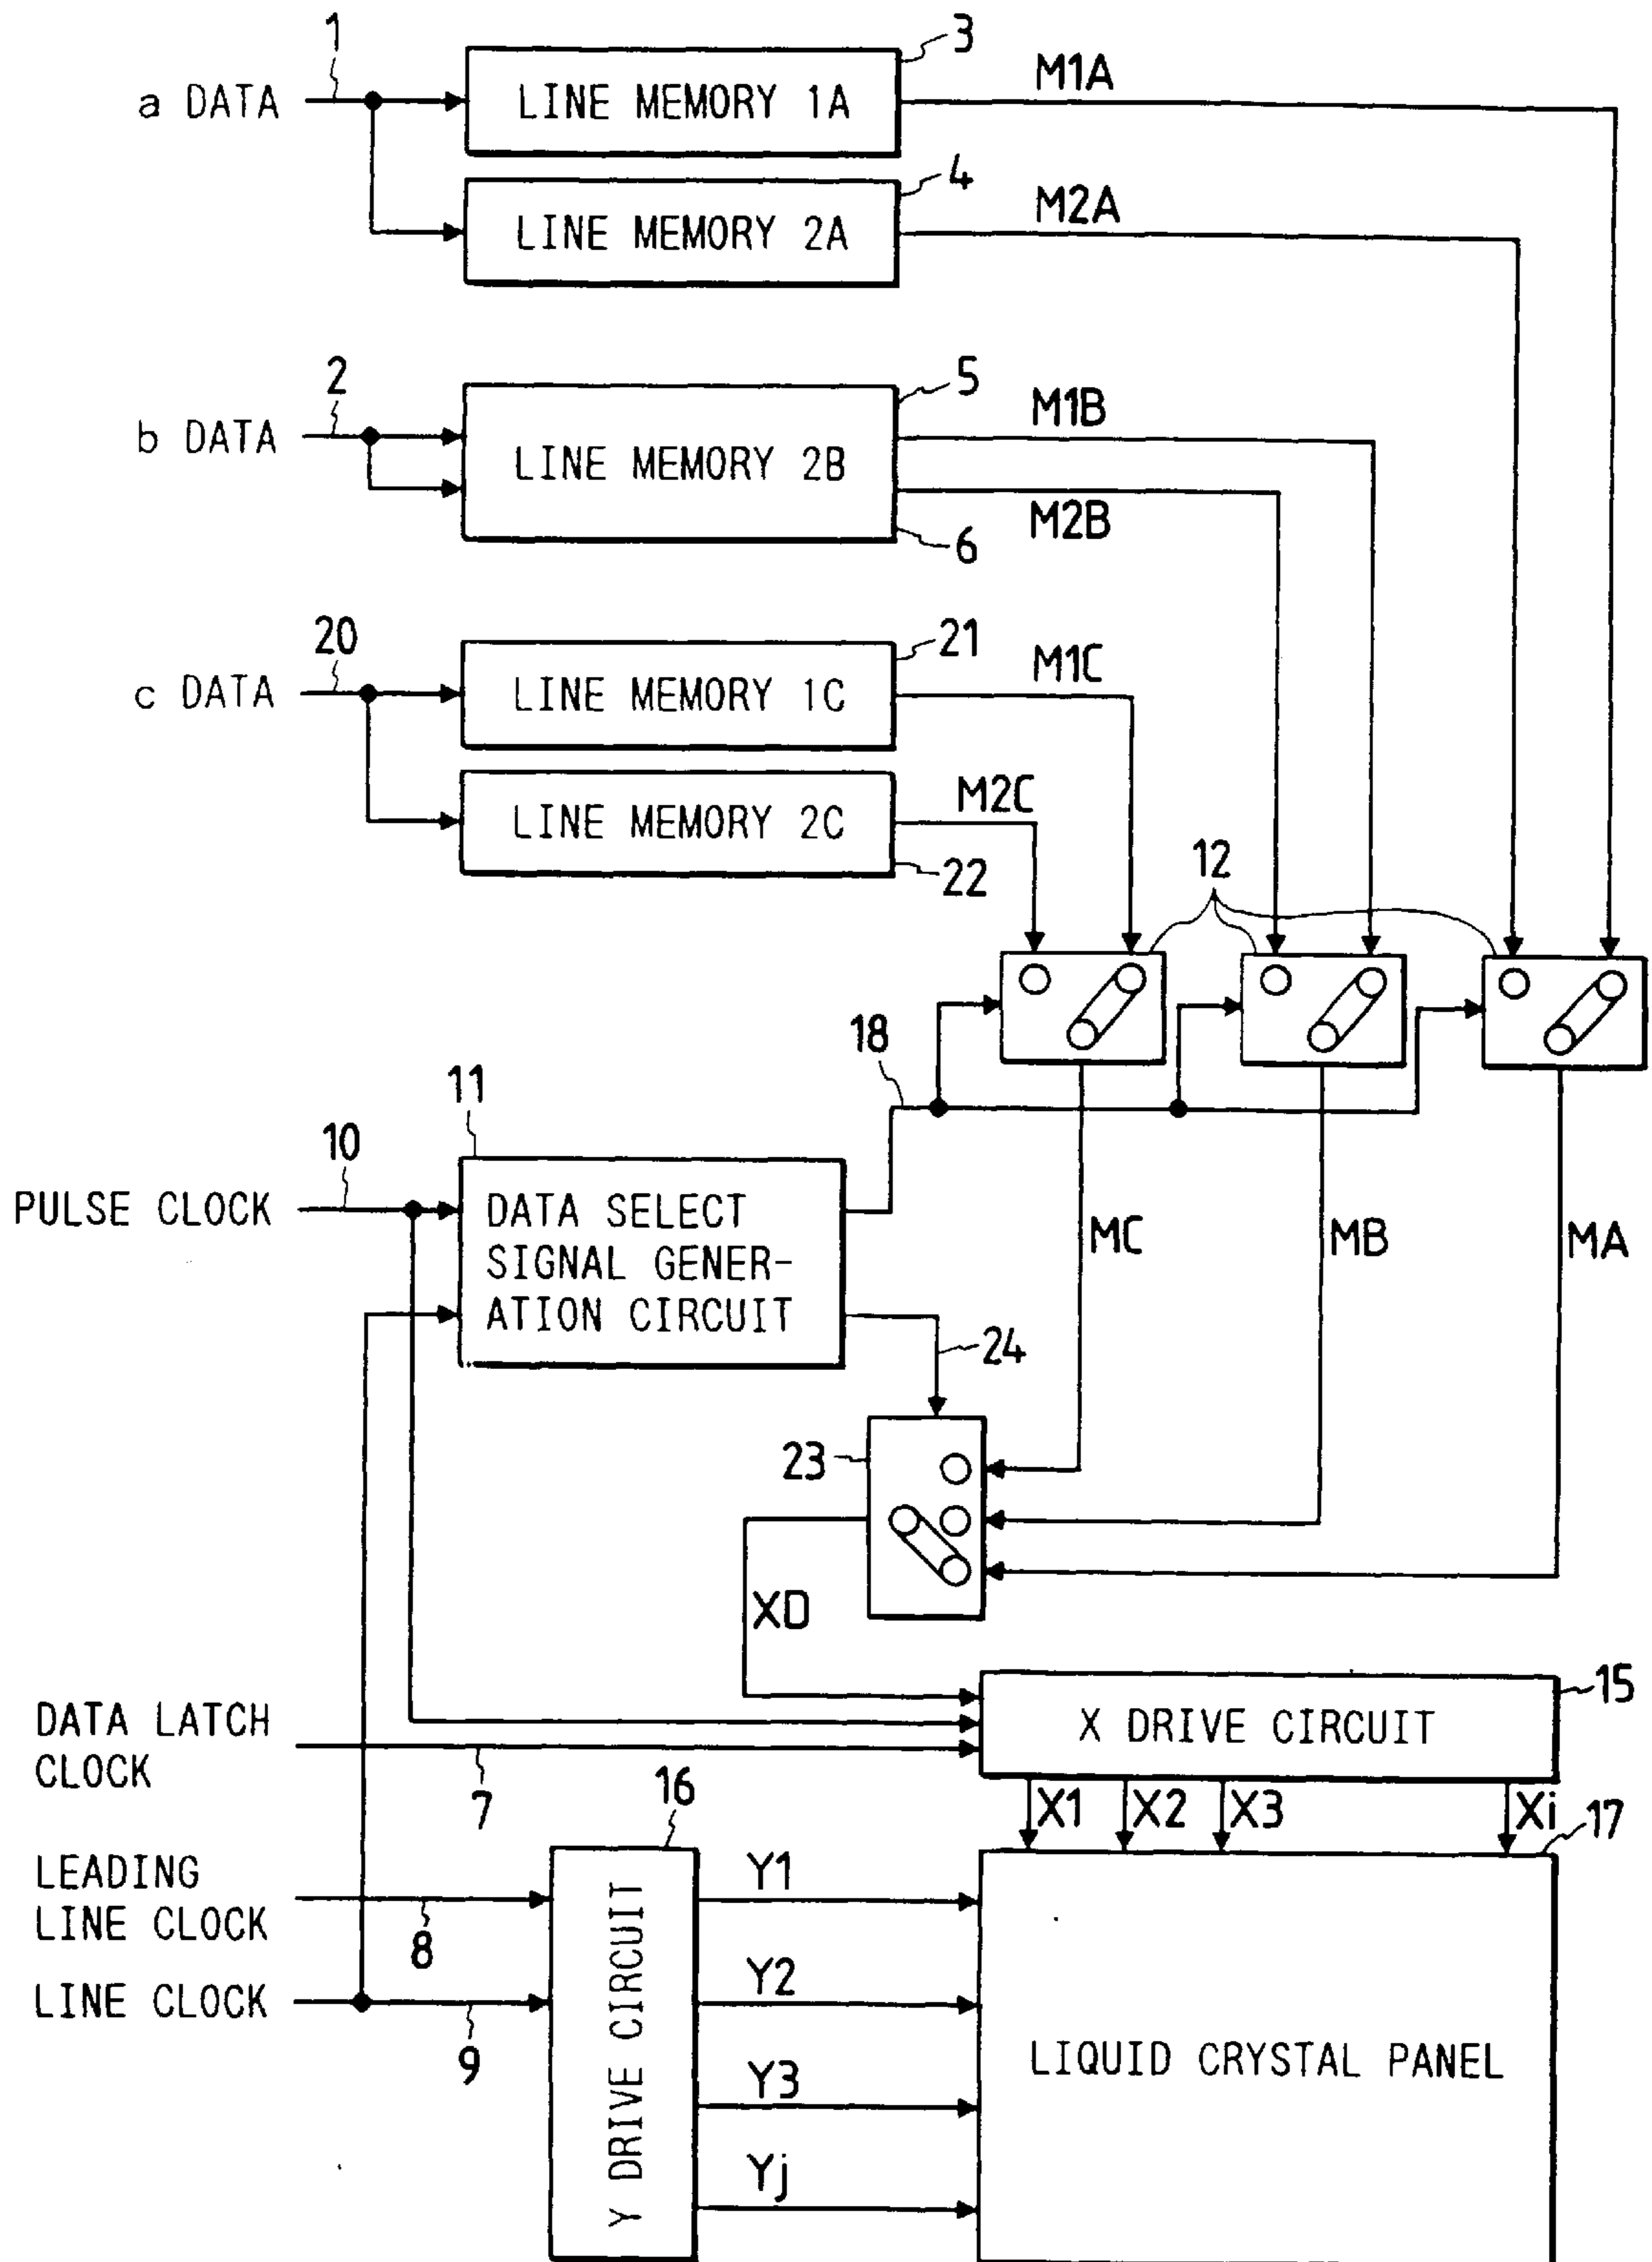 1
3
a DATA
LINE MEMORY 1A
M1A
4
LINE MEMORY 2A
M2A
2
5
b DATA
LINE MEMORY 2B
M1B
M2B
6
20
21
c DATA
LINE MEMORY 1C
M1C
LINE MEMORY 2C
M2C
22
12
18
11
10
PULSE CLOCK
DATA SELECT
SIGNAL GENER-
ATION CIRCUIT
MC
MB
MA
24
23
XD
15
DATA LATCH
CLOCK
X DRIVE CIRCUIT
7
16
X1
X2
X3
Xi
17
LEADING
LINE CLOCK
8
LINE CLOCK
9
Y DRIVE CIRCUIT
Y1
Y2
Y3
Yj
LIQUID CRYSTAL PANEL